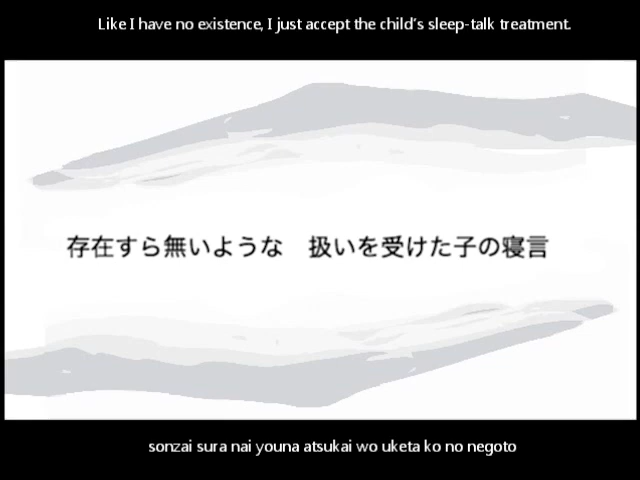 Like I have no existence, I just accept the child's sleep-talk treatment.
存在すら無いような　扱いを受けた子の寝言
sonzai sura nai youna atsukai wo uketa ko no negoto